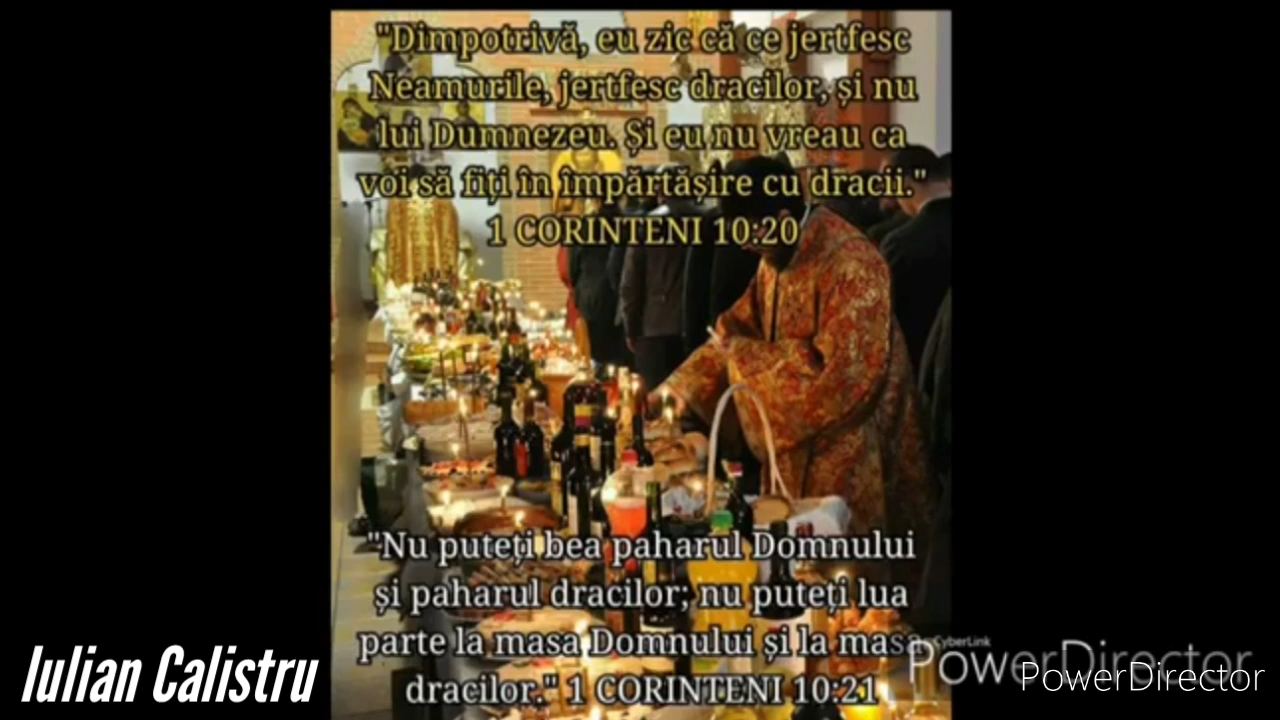 "Dimpotrivă, eu zic că ce jertfesc
Neamurile, jertfesc dracilor, și nu
lui Dumnezeu. Și eu nu vreau ca
voi să fiți în împărtășire cu dracii."
1 CORINTENI 10:20
"Nu puteți bea paharul Domnului
și paharul dracilor; nu puteți lua
parte la masa Domnului și la masa
dracilor." 1 CORINTENI 10:21
Iulian Calistru
CyberLink
PowerDirector
PowerDirector